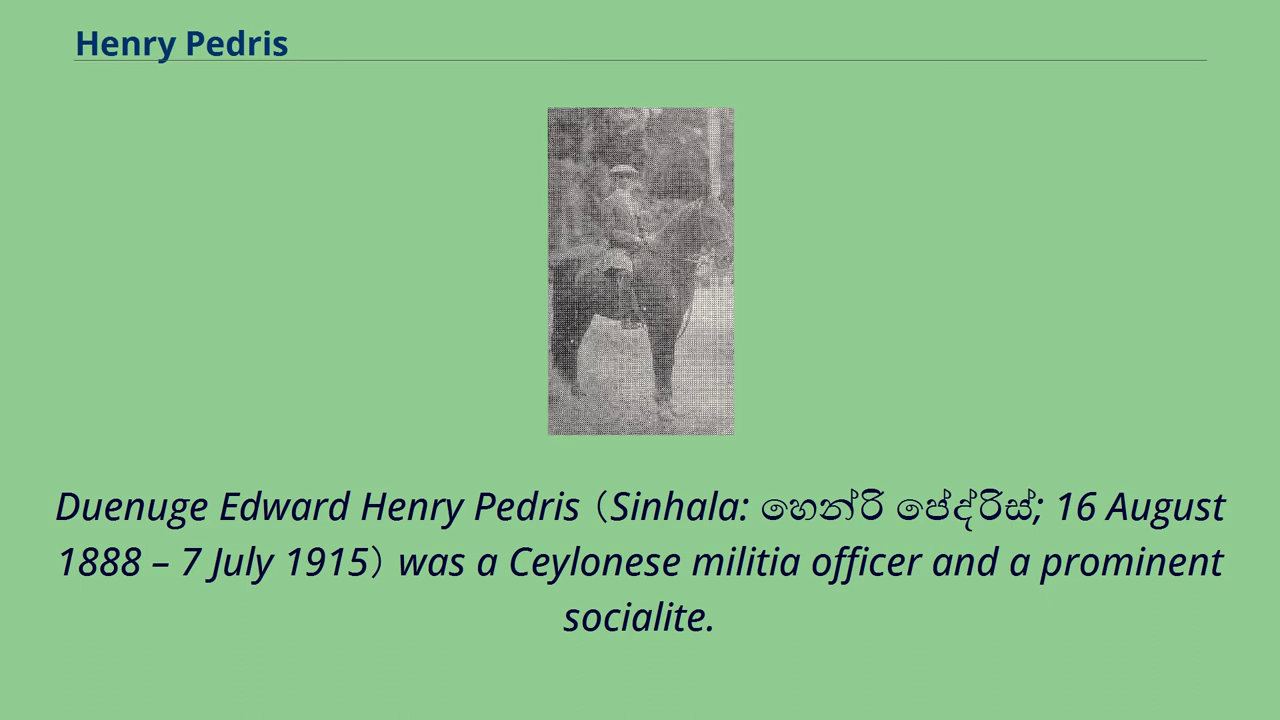 Henry Pedris
Duenuge Edward Henry Pedris (Sinhala: හෙන්රි පේද්රිස්; 16 August
1888 – 7 July 1915) was a Ceylonese militia officer and a prominent
socialite.